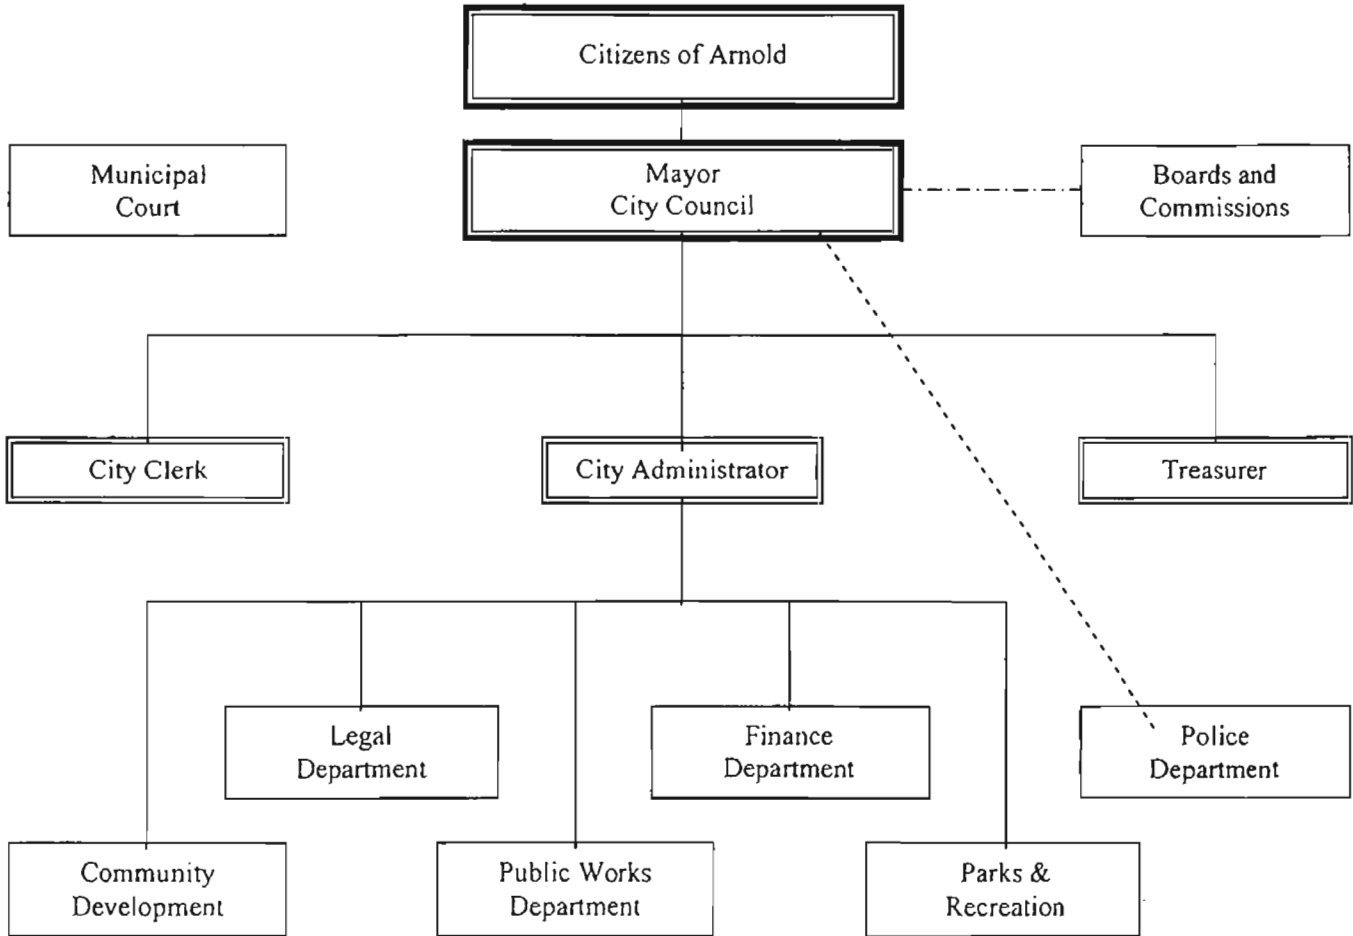 Citizens of Arnold
Municipal
Court
Mayor
City Council
Boards and
Commissions
City Clerk
City Administrator
Treasurer
Legal
Department
Finance
Department
Police
Department
Community
Development
Public Works
Department
Parks &
Recreation